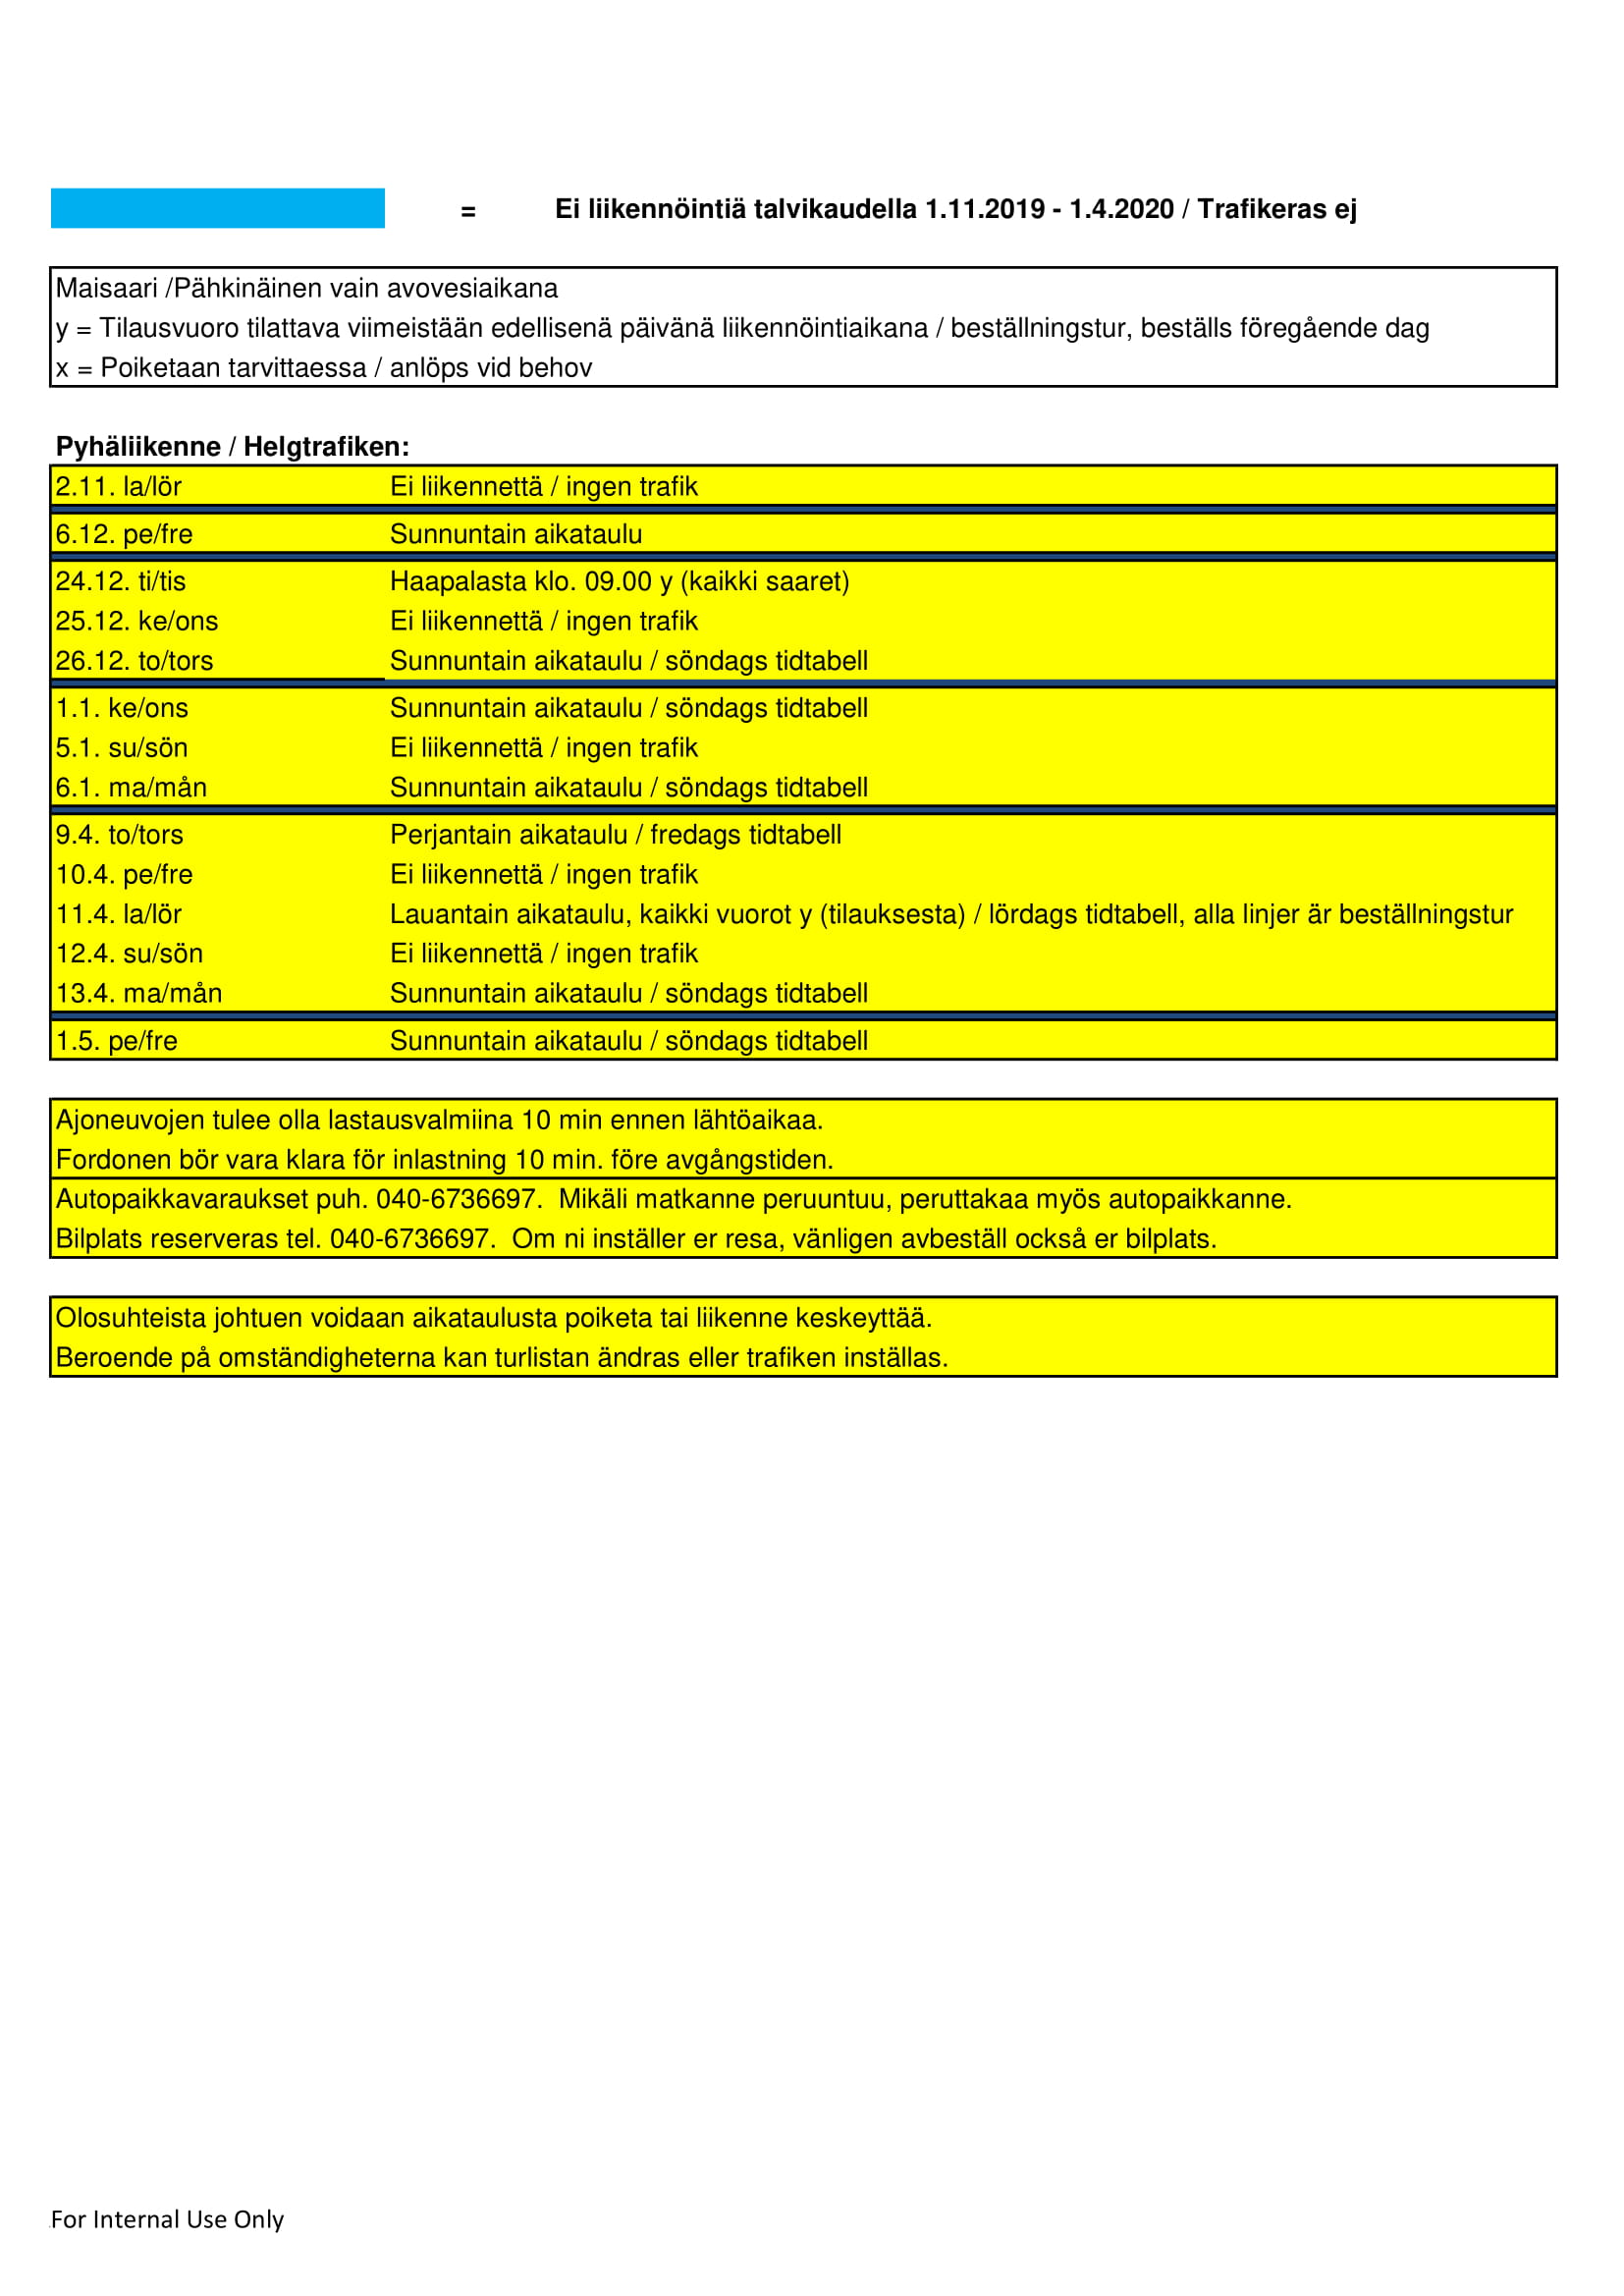 = Ei liikennöintiä talvikaudella 1.11.2019 - 1.4.2020 / Trafikeras ej
Maisaari /Pähkinäinen vain avovesiaikana
y = Tilausvuoro tilattava viimeistään edellisenä päivänä liikennöintiaikana / beställningstur, beställs föregående dag
x = Poiketaan tarvittaessa / anlöps vid behov
Pyhäliikenne / Helgtrafiken:
2.11. la/lör Ei liikennettä / ingen trafik
6.12. pe/fre Sunnuntain aikataulu
24.12. ti/tis Haapalasta klo. 09.00 y (kaikki saaret)
25.12. ke/ons Ei liikennettä / ingen trafik
26.12. to/tors Sunnuntain aikataulu / söndags tidtabell
1.1. ke/ons Sunnuntain aikataulu / söndags tidtabell
5.1. su/sön Ei liikennettä / ingen trafik
6.1. ma/mån Sunnuntain aikataulu / söndags tidtabell
9.4. to/tors Perjantain aikataulu / fredags tidtabell
10.4. pe/fre Ei liikennettä / ingen trafik
11.4. la/lör Lauantain aikataulu, kaikki vuorot y (tilauksesta) / lördags tidtabell, alla linjer är beställningstur
12.4. su/sön Ei liikennettä / ingen trafik
13.4. ma/mån Sunnuntain aikataulu / söndags tidtabell
1.5. pe/fre Sunnuntain aikataulu / söndags tidtabell
Ajoneuvojen tulee olla lastausvalmiina 10 min ennen lähtöaikaa.
Fordonen bör vara klara för inlastning 10 min. före avgångstiden.
Autopaikkavaraukset puh. 040-6736697.  Mikäli matkanne peruuntuu, peruttakaa myös autopaikkanne.
Bilplats reserveras tel. 040-6736697.  Om ni inställer er resa, vänligen avbeställ också er bilplats.
Olosuhteista johtuen voidaan aikataulusta poiketa tai liikenne keskeyttää.
Beroende på omständigheterna kan turlistan ändras eller trafiken inställas.
For Internal Use Only